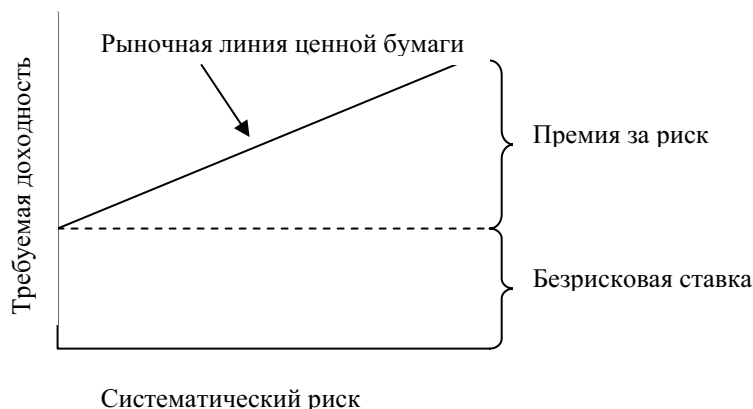 Рыночная линия ценной бумаги
Требуемая доходность
Премия за риск
Безрисковая ставка
Систематический риск